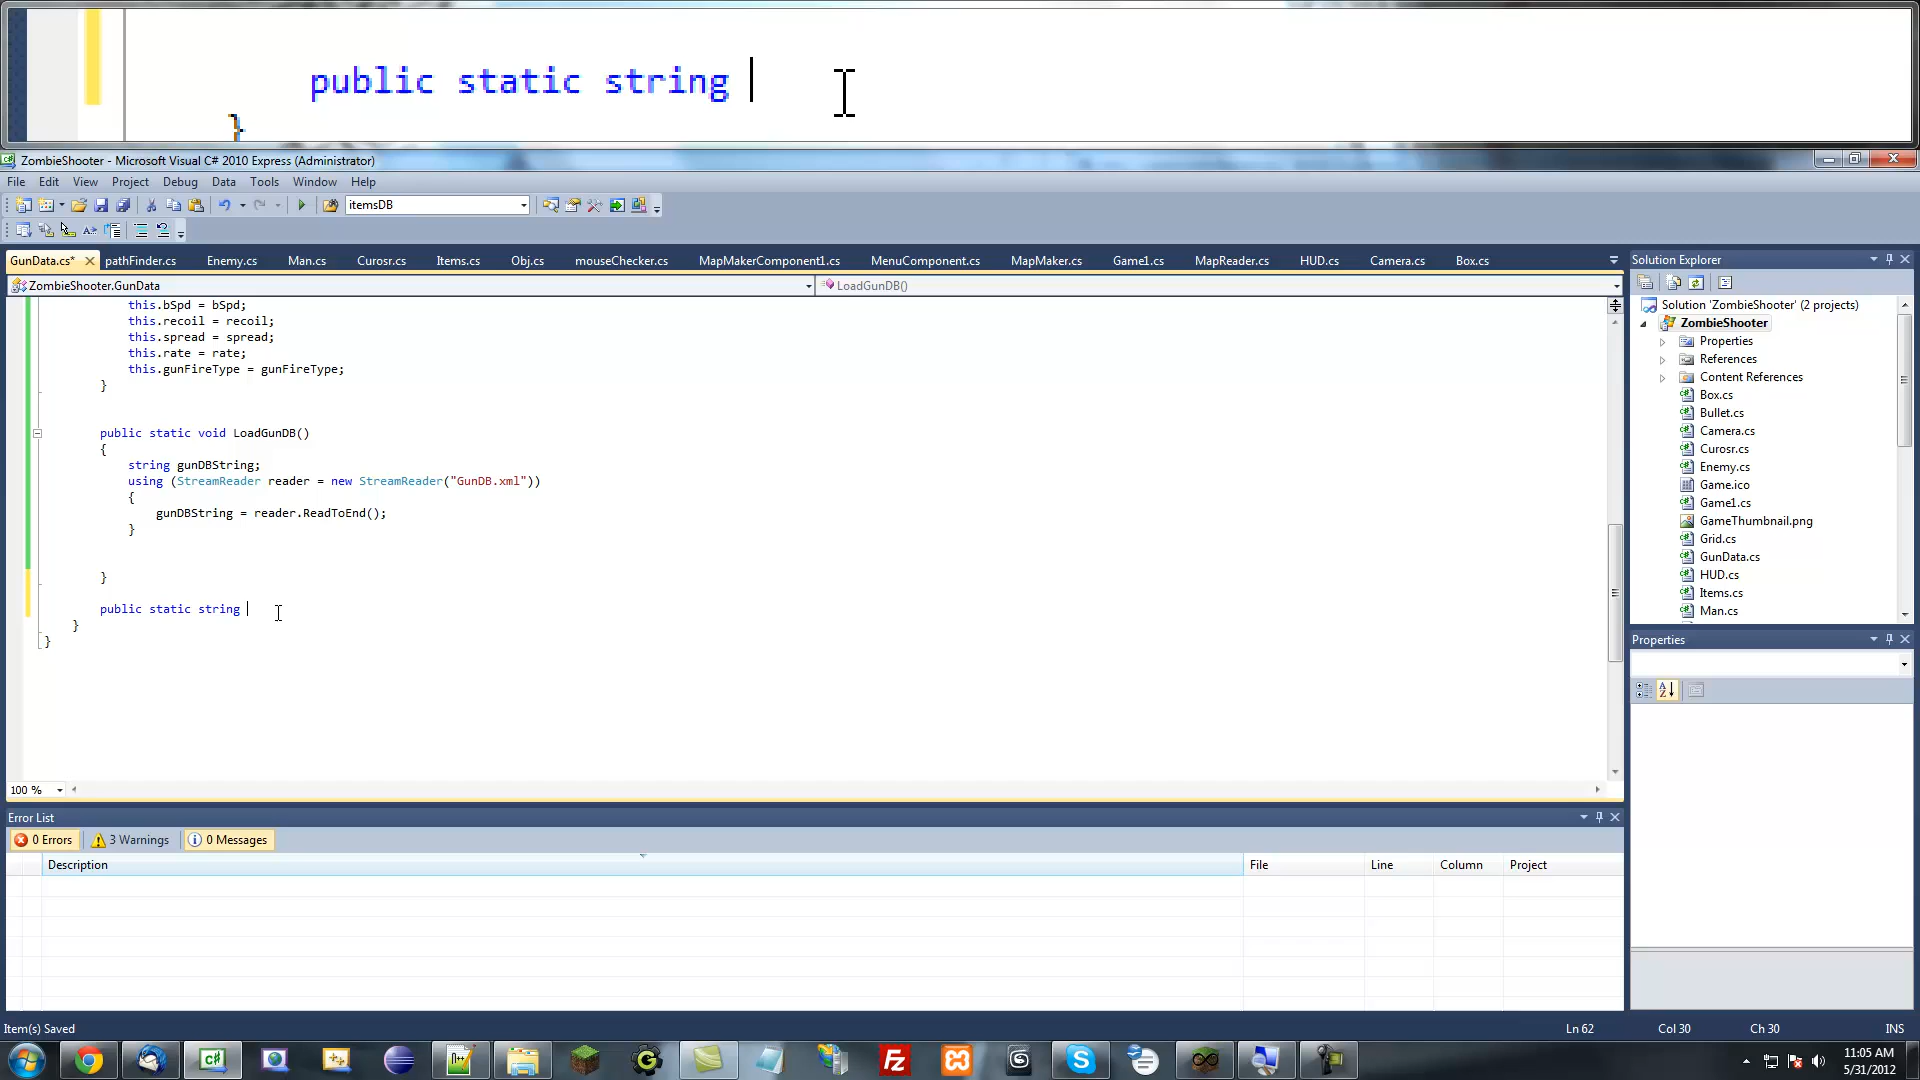 public static string
}
ZombieShooter - Microsoft Visual C# 2010 Express (Administrator)
File Edit View Project Debug Data Tools Window Help
itemsDB
GunData.cs* pathFinder.cs Enemy.cs Man.cs Curosr.cs Items.cs Obj.cs mouseChecker.cs MapMakerComponent1.cs MenuComponent.cs MapMaker.cs Game1.cs MapReader.cs HUD.cs Camera.cs Box.cs
ZombieShooter.GunData LoadGunDB()
this.bSpd = bSpd;
this.recoil = recoil;
this.spread = spread;
this.rate = rate;
this.gunFireType = gunFireType;
}
public static void LoadGunDB()
{
string gunDBString;
using (StreamReader reader = new StreamReader("GunDB.xml"))
{
gunDBString = reader.ReadToEnd();
}
}
public static string
}
}
100 %
Solution Explorer
Solution 'ZombieShooter' (2 projects)
ZombieShooter
Properties
References
Content References
Box.cs
Bullet.cs
Camera.cs
Curosr.cs
Enemy.cs
Game.ico
Game1.cs
GameThumbnail.png
Grid.cs
GunData.cs
HUD.cs
Items.cs
Man.cs
Properties
Error List
0 Errors 3 Warnings 0 Messages
Description File Line Column Project
Item(s) Saved Ln 62 Col 30 Ch 30 INS
11:05 AM
5/31/2012